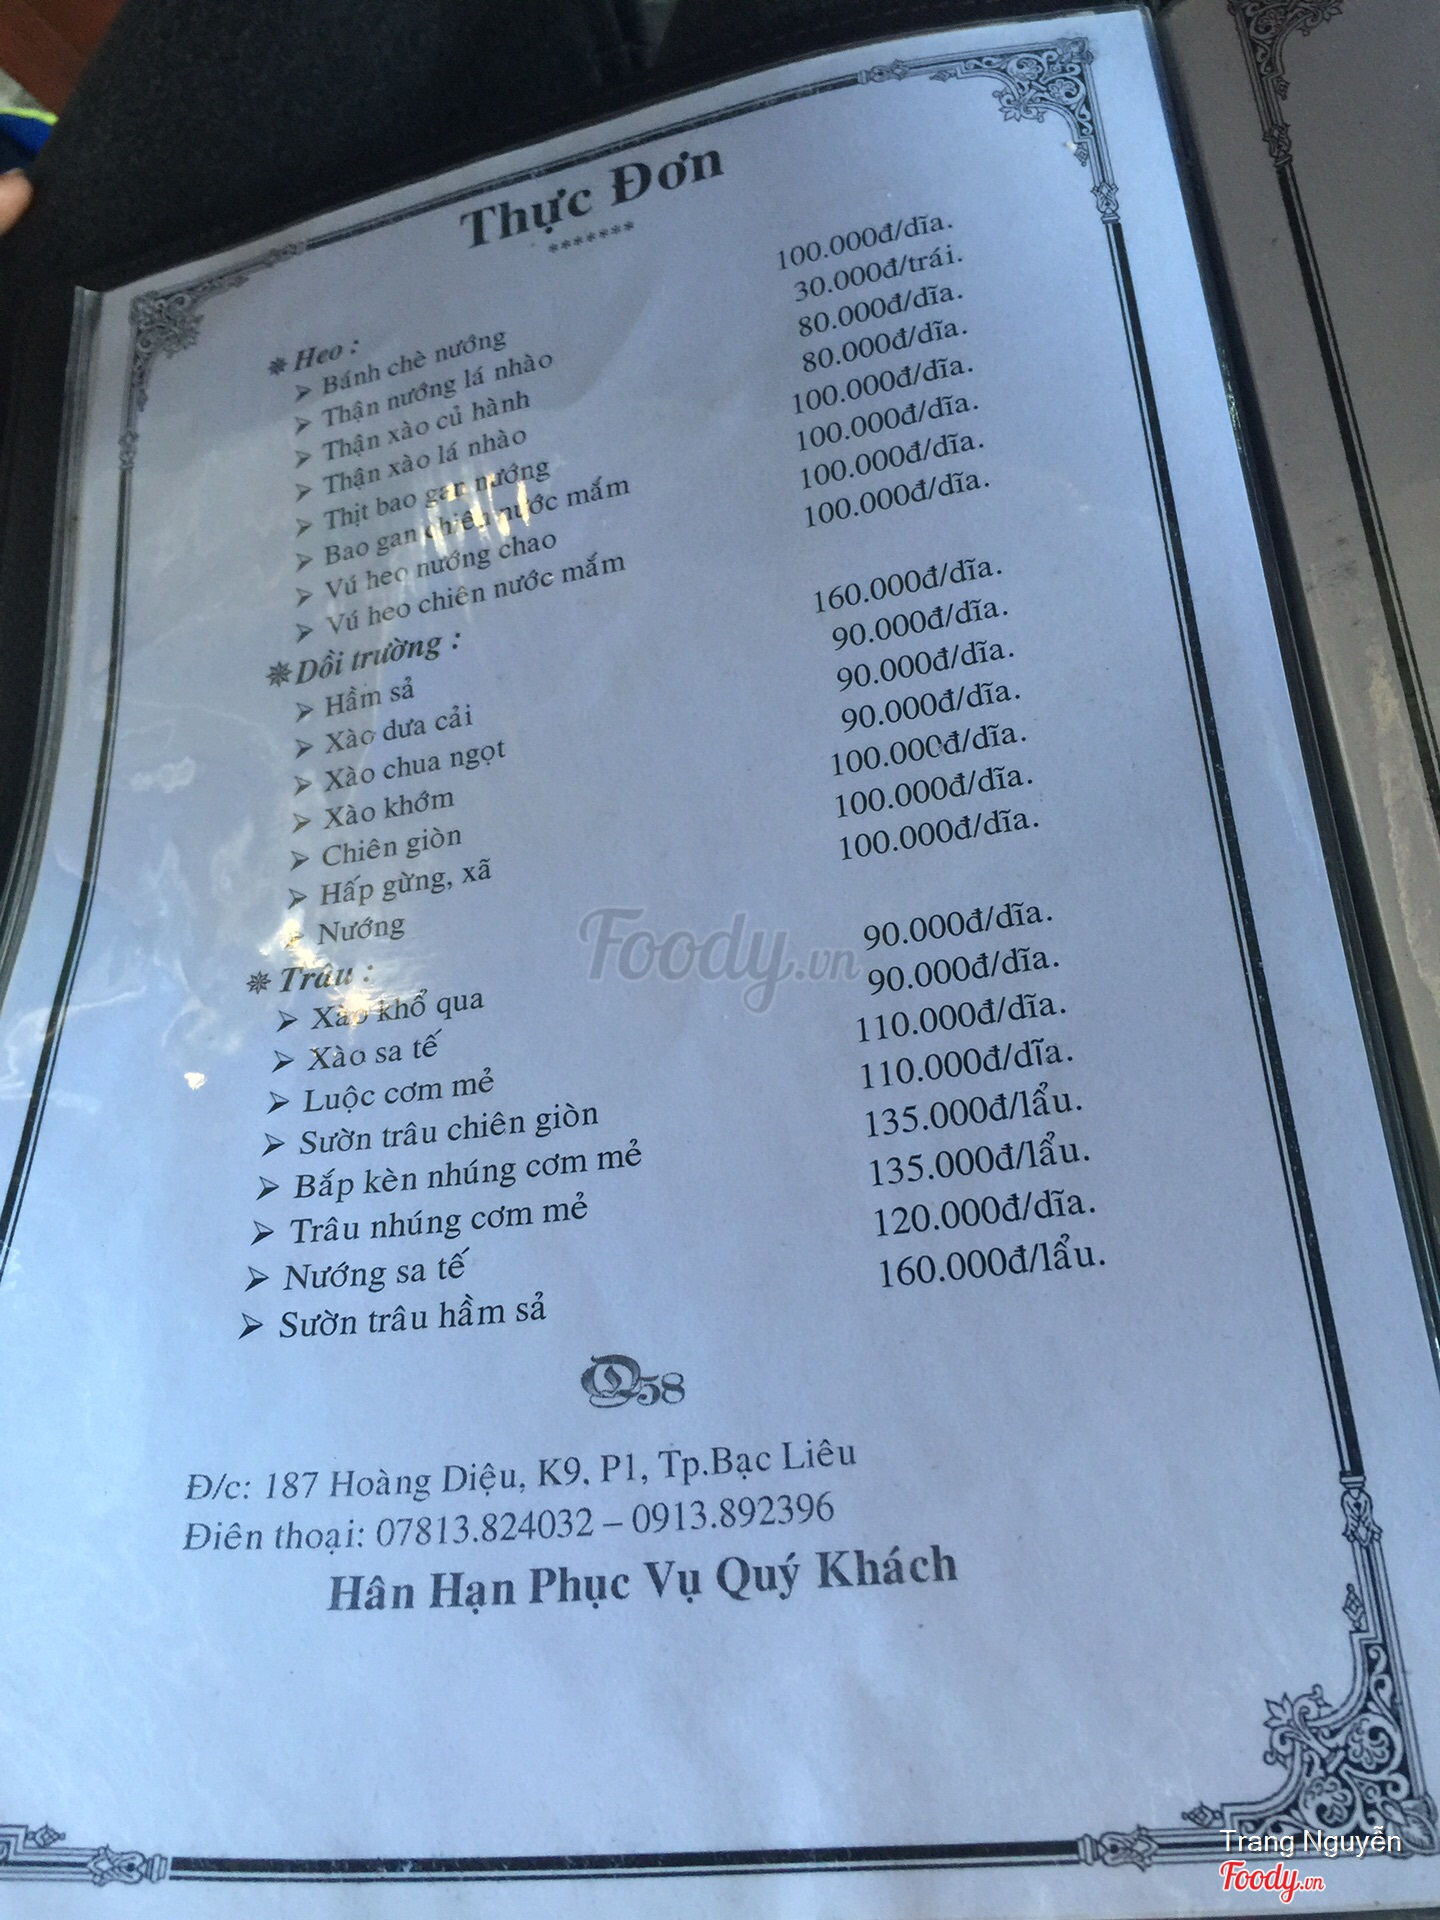 Thực Đơn
*******
Heo :
Bánh chè nướng 100.000đ/dĩa.
Thận nướng lá nhào 30.000đ/trái.
Thận xào củ hành 80.000đ/dĩa.
Thận xào lá nhào 80.000đ/dĩa.
Thịt bao gan nướng 100.000đ/dĩa.
Bao gan chiên nước mắm 100.000đ/dĩa.
Vú heo nướng chao 100.000đ/dĩa.
Vú heo chiên nước mắm 100.000đ/dĩa.
Dồi trường :
Hầm sả 160.000đ/dĩa.
Xào dưa cải 90.000đ/dĩa.
Xào chua ngọt 90.000đ/dĩa.
Xào khớm 90.000đ/dĩa.
Chiên giòn 100.000đ/dĩa.
Hấp gừng, xã 100.000đ/dĩa.
Nướng 100.000đ/dĩa.
Trâu :
Xào khổ qua 90.000đ/dĩa.
Xào sa tế 90.000đ/dĩa.
Luộc cơm mẻ 110.000đ/dĩa.
Sườn trâu chiên giòn 110.000đ/dĩa.
Bắp kèn nhúng cơm mẻ 135.000đ/lẩu.
Trâu nhúng cơm mẻ 135.000đ/lẩu.
Nướng sa tế 120.000đ/dĩa.
Sườn trâu hầm sả 160.000đ/lẩu.
Q58
Đ/c: 187 Hoàng Diệu, K9, P1, Tp.Bạc Liêu
Điên thoại: 07813.824032 – 0913.892396
Hân Hạn Phục Vụ Quý Khách
Foody.vn
Trang Nguyễn
Foody.vn